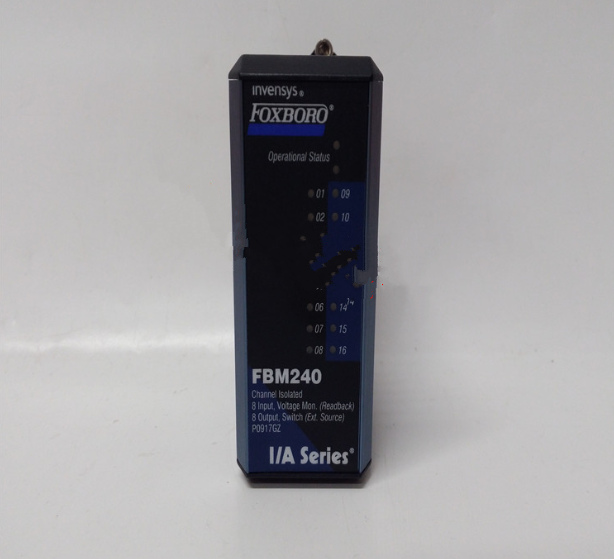 invensys®
FOXBORO®
Operational Status
01 09
02 10
06 14
07 15
08 16
FBM240
Channel Isolated
8 Input, Voltage Mon. (Readback)
8 Output, Switch (Ext. Source)
P0917GZ
I/A Series®